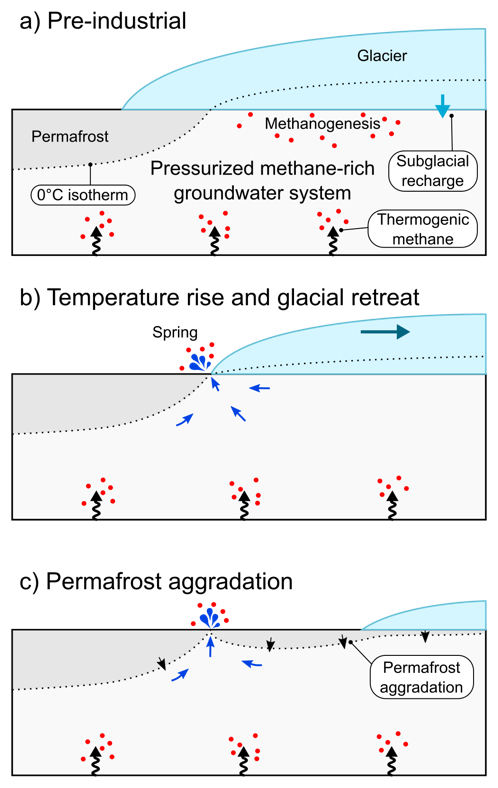 a) Pre-industrial
Glacier
Permafrost
Methanogenesis
Pressurized methane-rich
groundwater system
Subglacial
recharge
0°C isotherm
Thermogenic
methane
b) Temperature rise and glacial retreat
Spring
c) Permafrost aggradation
Permafrost
aggradation